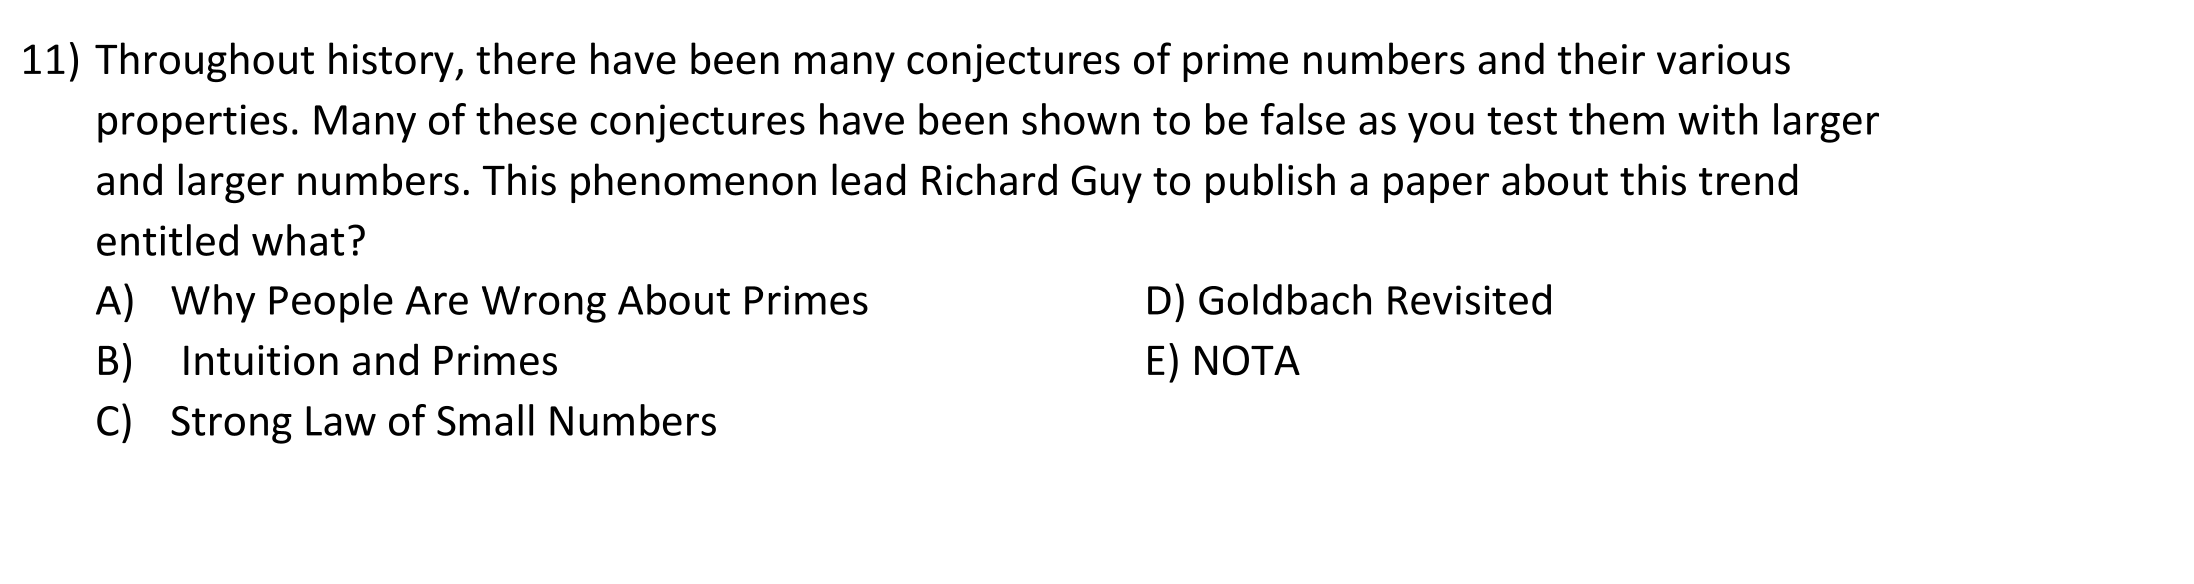 11) Throughout history, there have been many conjectures of prime numbers and their various
properties. Many of these conjectures have been shown to be false as you test them with larger
and larger numbers. This phenomenon lead Richard Guy to publish a paper about this trend
entitled what?
A) Why People Are Wrong About Primes
B) Intuition and Primes
C) Strong Law of Small Numbers
D) Goldbach Revisited
E) NOTA